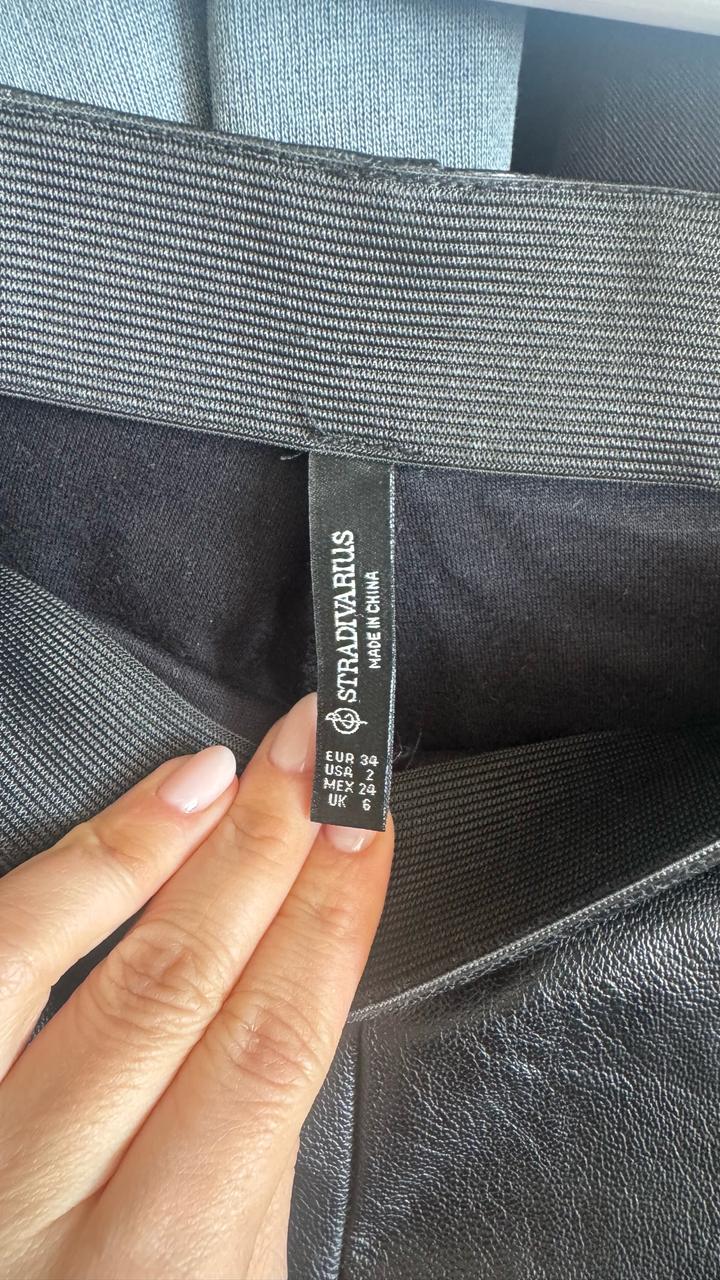 STRADIVARIUS
MADE IN CHINA
EUR 34
USA 2
MEX 24
UK 6